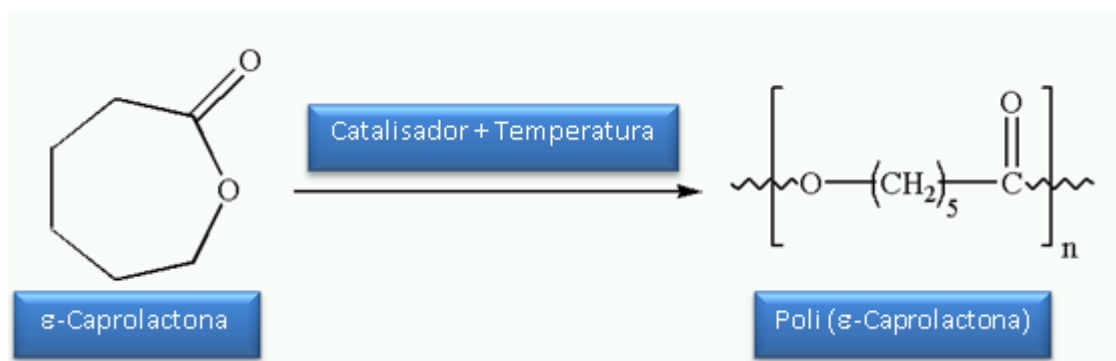 O
Catalisador + Temperatura
O
O
O—(CH2)5—C
n
ε-Caprolactona
Poli (ε-Caprolactona)